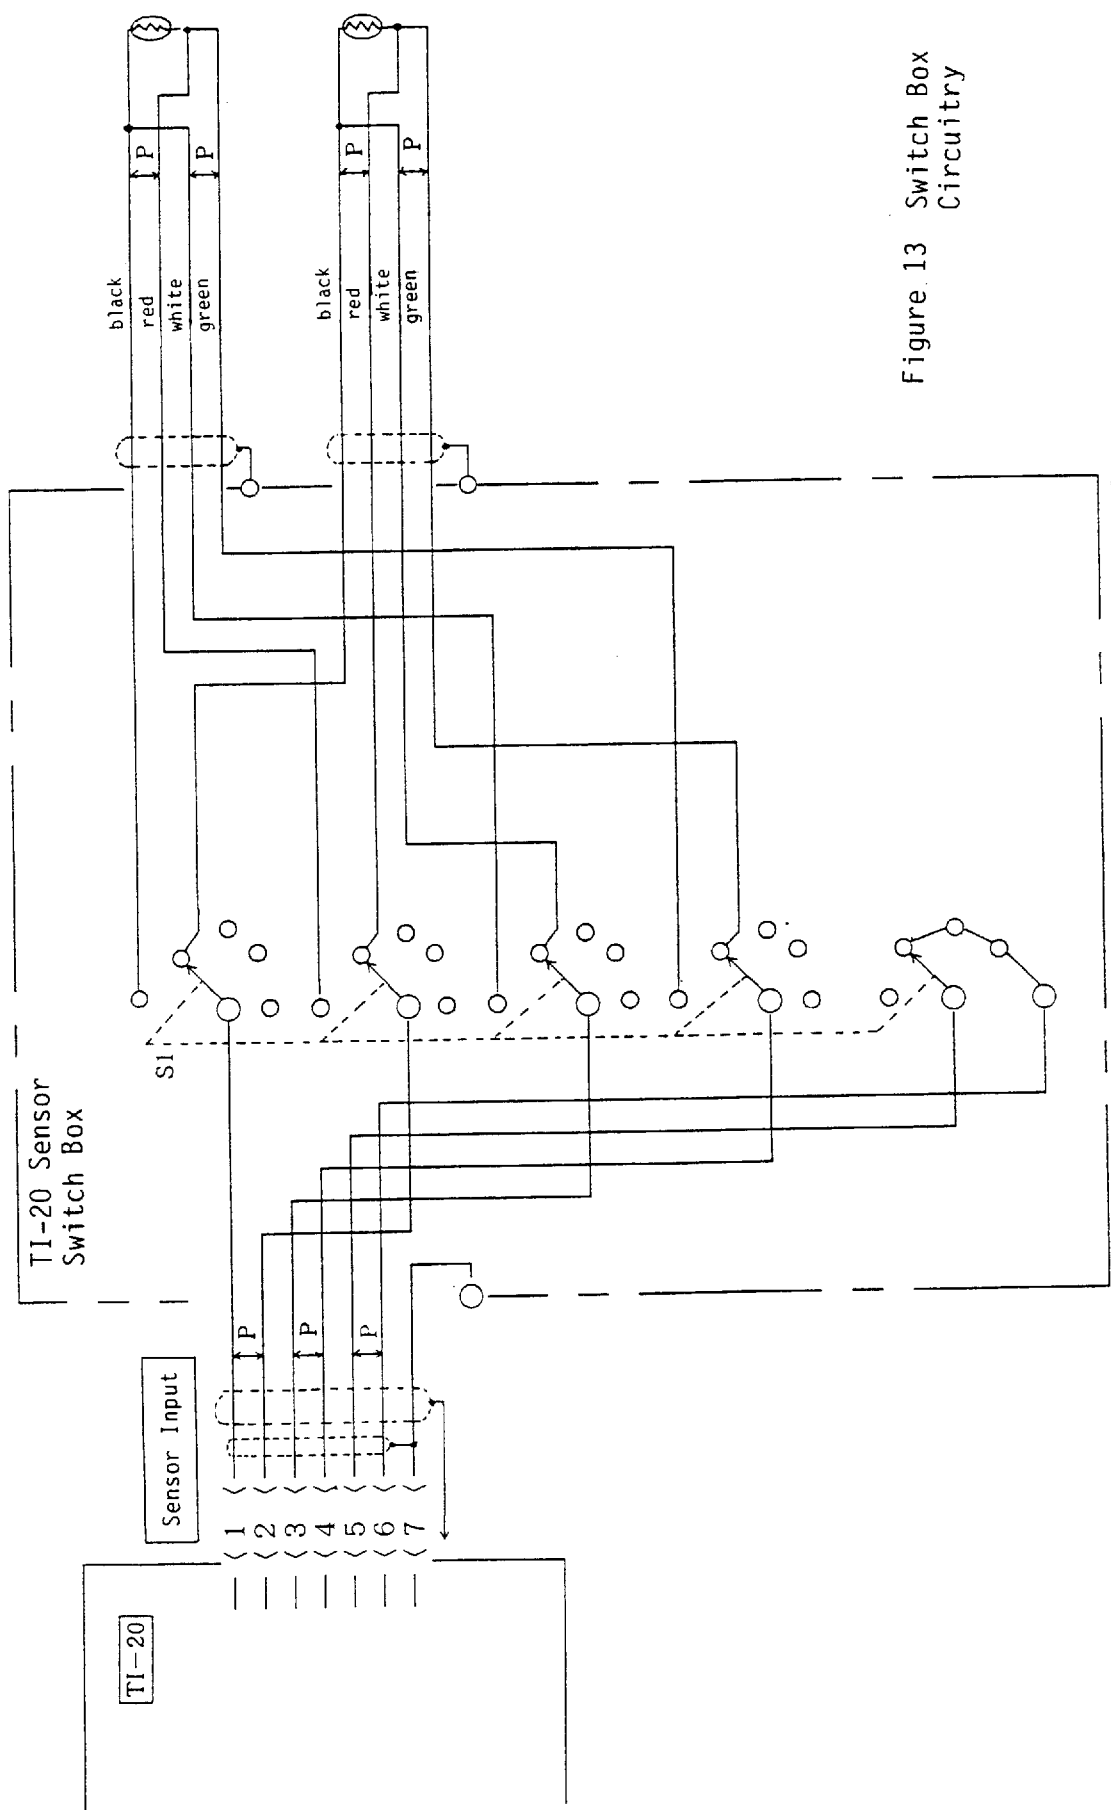 black
red
white
green
P
P
black
red
white
green
P
P
TI-20 Sensor
Switch Box
S1
Sensor Input
P
P
P
1
2
3
4
5
6
7
TI-20
Figure 13 Switch Box
Circuitry